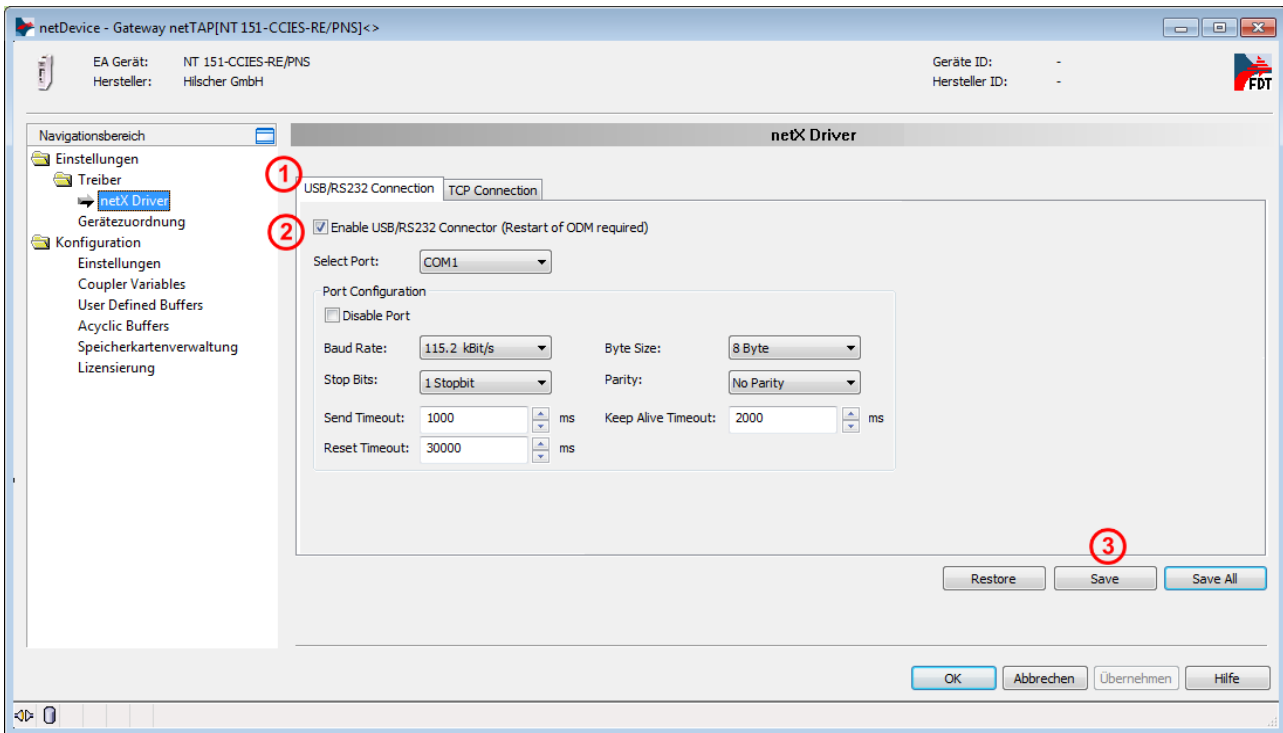 netDevice - Gateway netTAP[NT 151-CCIES-RE/PNS]<>
EA Gerät: NT 151-CCIES-RE/PNS Geräte ID: -
Hersteller: Hilscher GmbH Hersteller ID: -
FDT
Navigationsbereich
Einstellungen
Treiber
netX Driver
Gerätezuordnung
Konfiguration
Einstellungen
Coupler Variables
User Defined Buffers
Acyclic Buffers
Speicherkartenverwaltung
Lizensierung
netX Driver
1
USB/RS232 Connection TCP Connection
2
Enable USB/RS232 Connector (Restart of ODM required)
Select Port: COM1
Port Configuration
Disable Port
Baud Rate: 115.2 kBit/s Byte Size: 8 Byte
Stop Bits: 1 Stopbit Parity: No Parity
Send Timeout: 1000 ms Keep Alive Timeout: 2000 ms
Reset Timeout: 30000 ms
3
Restore Save Save All
OK Abbrechen Übernehmen Hilfe